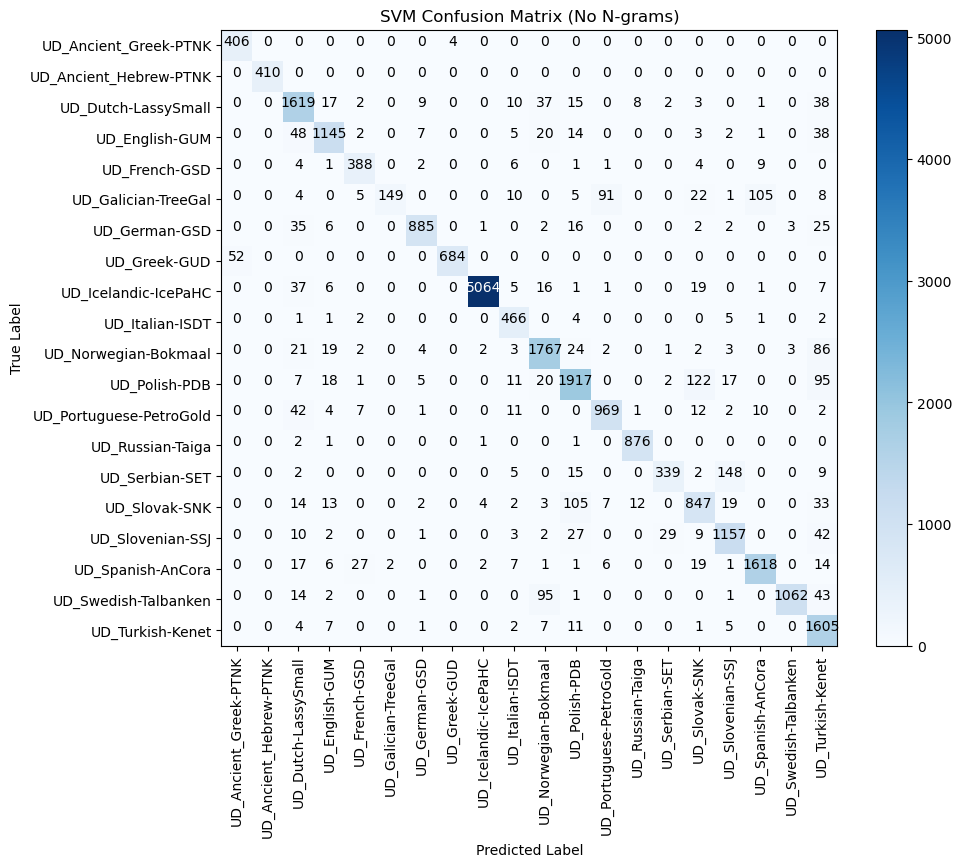 SVM Confusion Matrix (No N-grams)
True Label
UD_Ancient_Greek-PTNK 406 0 0 0 0 0 0 4 0 0 0 0 0 0 0 0 0 0 0 0
UD_Ancient_Hebrew-PTNK 0 410 0 0 0 0 0 0 0 0 0 0 0 0 0 0 0 0 0 0
UD_Dutch-LassySmall 0 0 1619 17 2 0 9 0 0 10 37 15 0 8 2 3 0 1 0 38
UD_English-GUM 0 0 48 1145 2 0 7 0 0 5 20 14 0 0 0 3 2 1 0 38
UD_French-GSD 0 0 4 1 388 0 2 0 0 6 0 1 1 0 0 4 0 9 0 0
UD_Galician-TreeGal 0 0 4 0 5 149 0 0 0 10 0 5 91 0 0 22 1 105 0 8
UD_German-GSD 0 0 35 6 0 0 885 0 1 0 2 16 0 0 0 2 2 0 3 25
UD_Greek-GUD 52 0 0 0 0 0 0 684 0 0 0 0 0 0 0 0 0 0 0 0
UD_Icelandic-IcePaHC 0 0 37 6 0 0 0 0 5064 5 16 1 1 0 0 19 0 1 0 7
UD_Italian-ISDT 0 0 1 1 2 0 0 0 0 466 0 4 0 0 0 5 0 1 0 2
UD_Norwegian-Bokmaal 0 0 21 19 2 0 4 0 2 3 1767 24 2 0 1 2 3 0 3 86
UD_Polish-PDB 0 0 7 18 1 0 5 0 0 11 20 1917 0 0 2 122 17 0 0 95
UD_Portuguese-PetroGold 0 0 42 4 7 0 1 0 0 11 0 0 969 1 0 12 2 10 0 2
UD_Russian-Taiga 0 0 2 1 0 0 0 0 1 0 0 1 0 876 0 0 0 0 0 0
UD_Serbian-SET 0 0 2 0 0 0 0 0 0 5 0 15 0 0 339 2 148 0 0 9
UD_Slovak-SNK 0 0 14 13 0 0 2 0 4 2 3 105 7 12 0 847 19 0 0 33
UD_Slovenian-SSJ 0 0 10 2 0 0 1 0 0 3 2 27 0 0 29 9 1157 0 0 42
UD_Spanish-AnCora 0 0 17 6 27 2 0 0 2 7 1 1 6 0 0 19 1 1618 0 14
UD_Swedish-Talbanken 0 0 14 2 0 0 1 0 0 0 95 1 0 0 0 0 1 0 1062 43
UD_Turkish-Kenet 0 0 4 7 0 0 1 0 0 2 7 11 0 0 0 1 5 0 0 1605
UD_Ancient_Greek-PTNK
UD_Ancient_Hebrew-PTNK
UD_Dutch-LassySmall
UD_English-GUM
UD_French-GSD
UD_Galician-TreeGal
UD_German-GSD
UD_Greek-GUD
UD_Icelandic-IcePaHC
UD_Italian-ISDT
UD_Norwegian-Bokmaal
UD_Polish-PDB
UD_Portuguese-PetroGold
UD_Russian-Taiga
UD_Serbian-SET
UD_Slovak-SNK
UD_Slovenian-SSJ
UD_Spanish-AnCora
UD_Swedish-Talbanken
UD_Turkish-Kenet
Predicted Label
5000
4000
3000
2000
1000
0